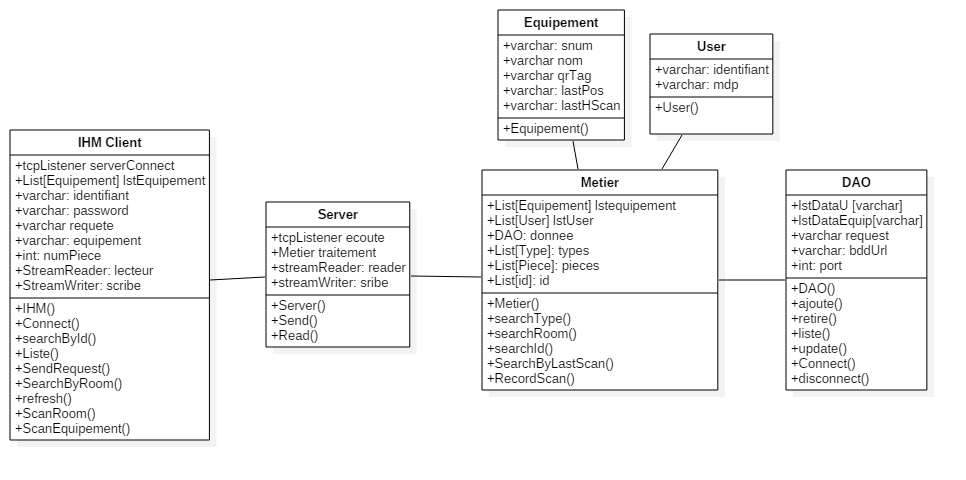 Equipement
+varchar: snum
+varchar nom
+varchar qrTag
+varchar: lastPos
+varchar: lastHScan
+Equipement()
User
+varchar: identifiant
+varchar: mdp
+User()
IHM Client
+tcpListener serverConnect
+List[Equipement] lstEquipement
+varchar: identifiant
+varchar: password
+varchar requete
+varchar: equipement
+int: numPiece
+StreamReader: lecteur
+StreamWriter: scribe
+IHM()
+Connect()
+searchById()
+Liste()
+SendRequest()
+SearchByRoom()
+refresh()
+ScanRoom()
+ScanEquipement()
Server
+tcpListener ecoute
+Metier traitement
+streamReader: reader
+streamWriter: sribe
+Server()
+Send()
+Read()
Metier
+List[Equipement] lstequipement
+List[User] lstUser
+DAO: donnee
+List[Type]: types
+List[Piece]: pieces
+List[id]: id
+Metier()
+searchType()
+searchRoom()
+searchId()
+SearchByLastScan()
+RecordScan()
DAO
+lstDataU [varchar]
+lstDataEquip[varchar]
+varchar request
+varchar: bddUrl
+int: port
+DAO()
+ajoute()
+retire()
+liste()
+update()
+Connect()
+disconnect()